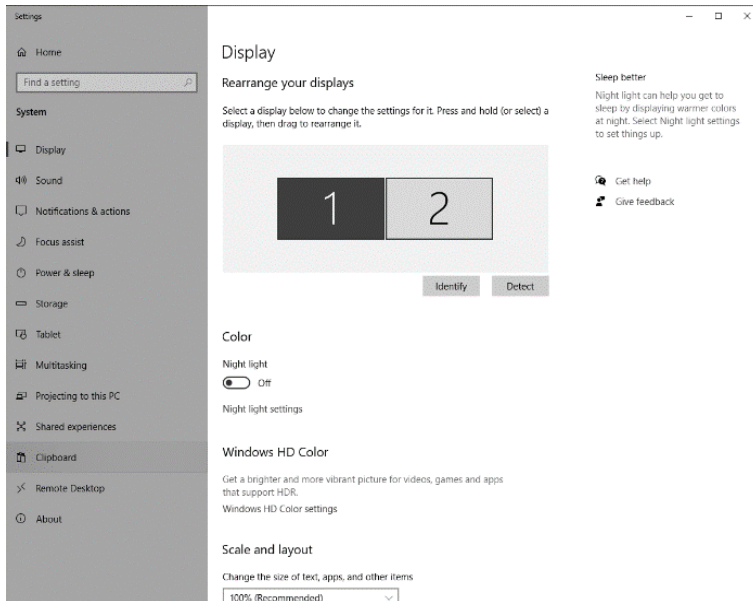 Settings
Home
Find a setting
System
Display
Sound
Notifications & actions
Focus assist
Power & sleep
Storage
Tablet
Multitasking
Projecting to this PC
Shared experiences
Clipboard
Remote Desktop
About
Display
Rearrange your displays
Select a display below to change the settings for it. Press and hold (or select) a
display, then drag to rearrange it.
1
2
Identify
Detect
Color
Night light
Off
Night light settings
Windows HD Color
Get a brighter and more vibrant picture for videos, games and apps
that support HDR.
Windows HD Color settings
Scale and layout
Change the size of text, apps, and other items
100% (Recommended)
Sleep better
Night light can help you get to
sleep by displaying warmer colors
at night. Select Night light settings
to set things up.
Get help
Give feedback